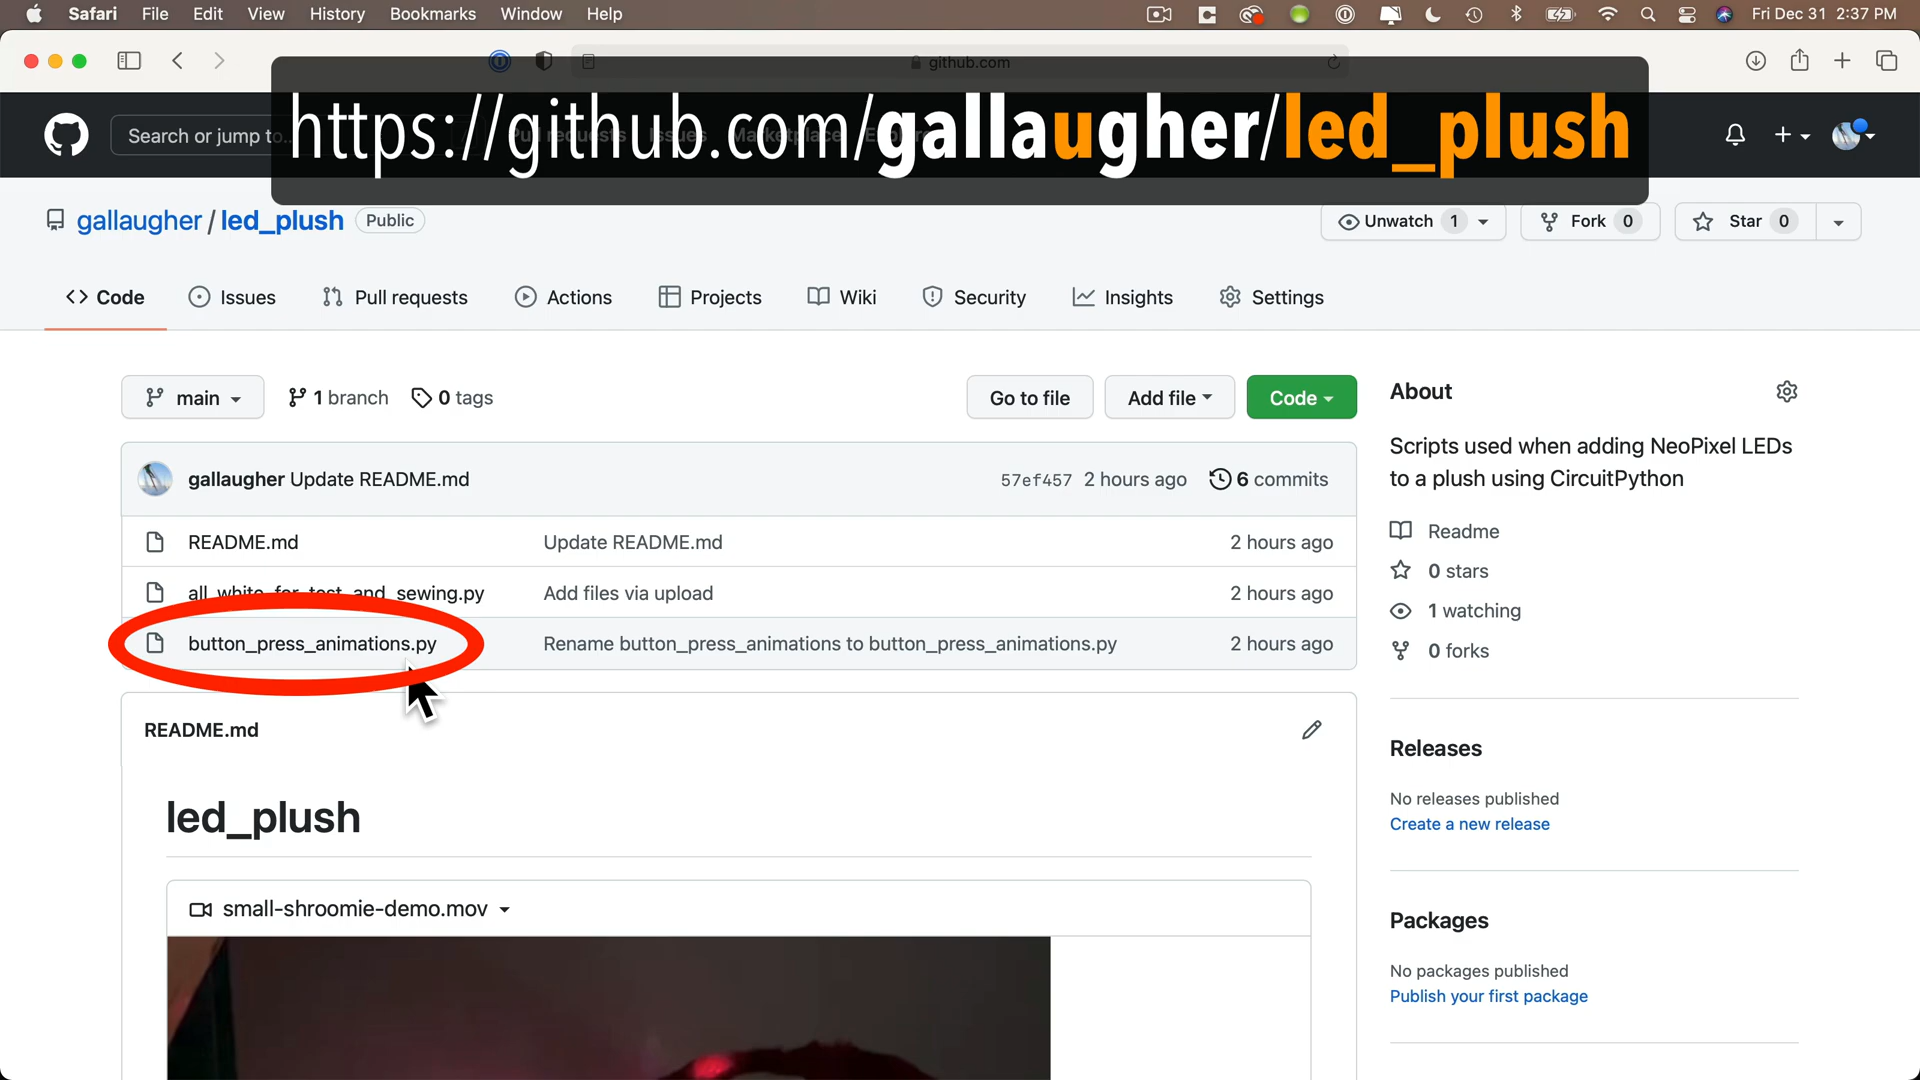 Safari File Edit View History Bookmarks Window Help Fri Dec 31 2:37 PM
github.com
https://github.com/gallaugher/led_plush
Search or jump to...
gallaugher / led_plush Public
Unwatch 1 Fork 0 Star 0
Code Issues Pull requests Actions Projects Wiki Security Insights Settings
main 1 branch 0 tags Go to file Add file Code
gallaugher Update README.md 57ef457 2 hours ago 6 commits
README.md Update README.md 2 hours ago
all_white_for_test_and_sewing.py Add files via upload 2 hours ago
button_press_animations.py Rename button_press_animations to button_press_animations.py 2 hours ago
README.md
led_plush
small-shroomie-demo.mov
About
Scripts used when adding NeoPixel LEDs
to a plush using CircuitPython
Readme
0 stars
1 watching
0 forks
Releases
No releases published
Create a new release
Packages
No packages published
Publish your first package